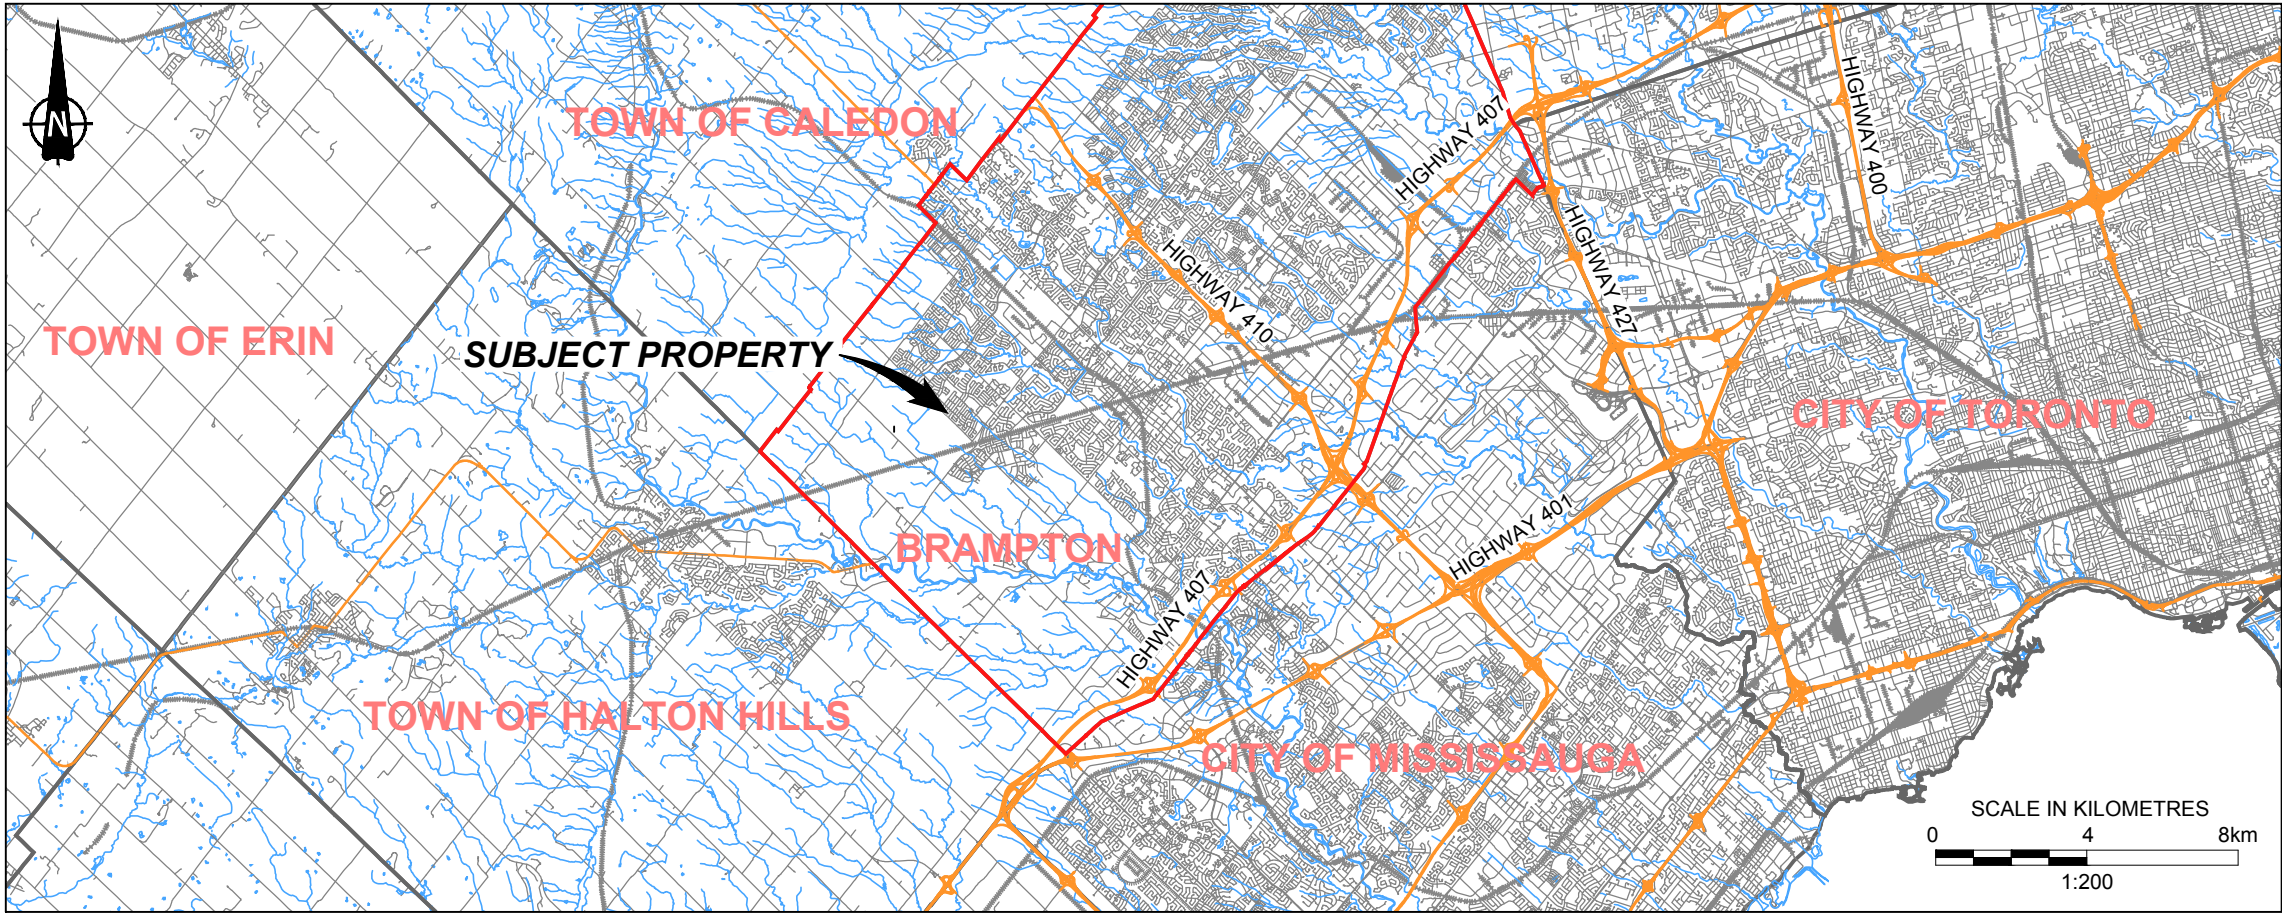 N
TOWN OF CALEDON
HIGHWAY 407
HIGHWAY 400
HIGHWAY 410
HIGHWAY 427
TOWN OF ERIN
SUBJECT PROPERTY
CITY OF TORONTO
HIGHWAY 401
BRAMPTON
HIGHWAY 407
TOWN OF HALTON HILLS
CITY OF MISSISSAUGA
SCALE IN KILOMETRES
0 4 8km
1:200